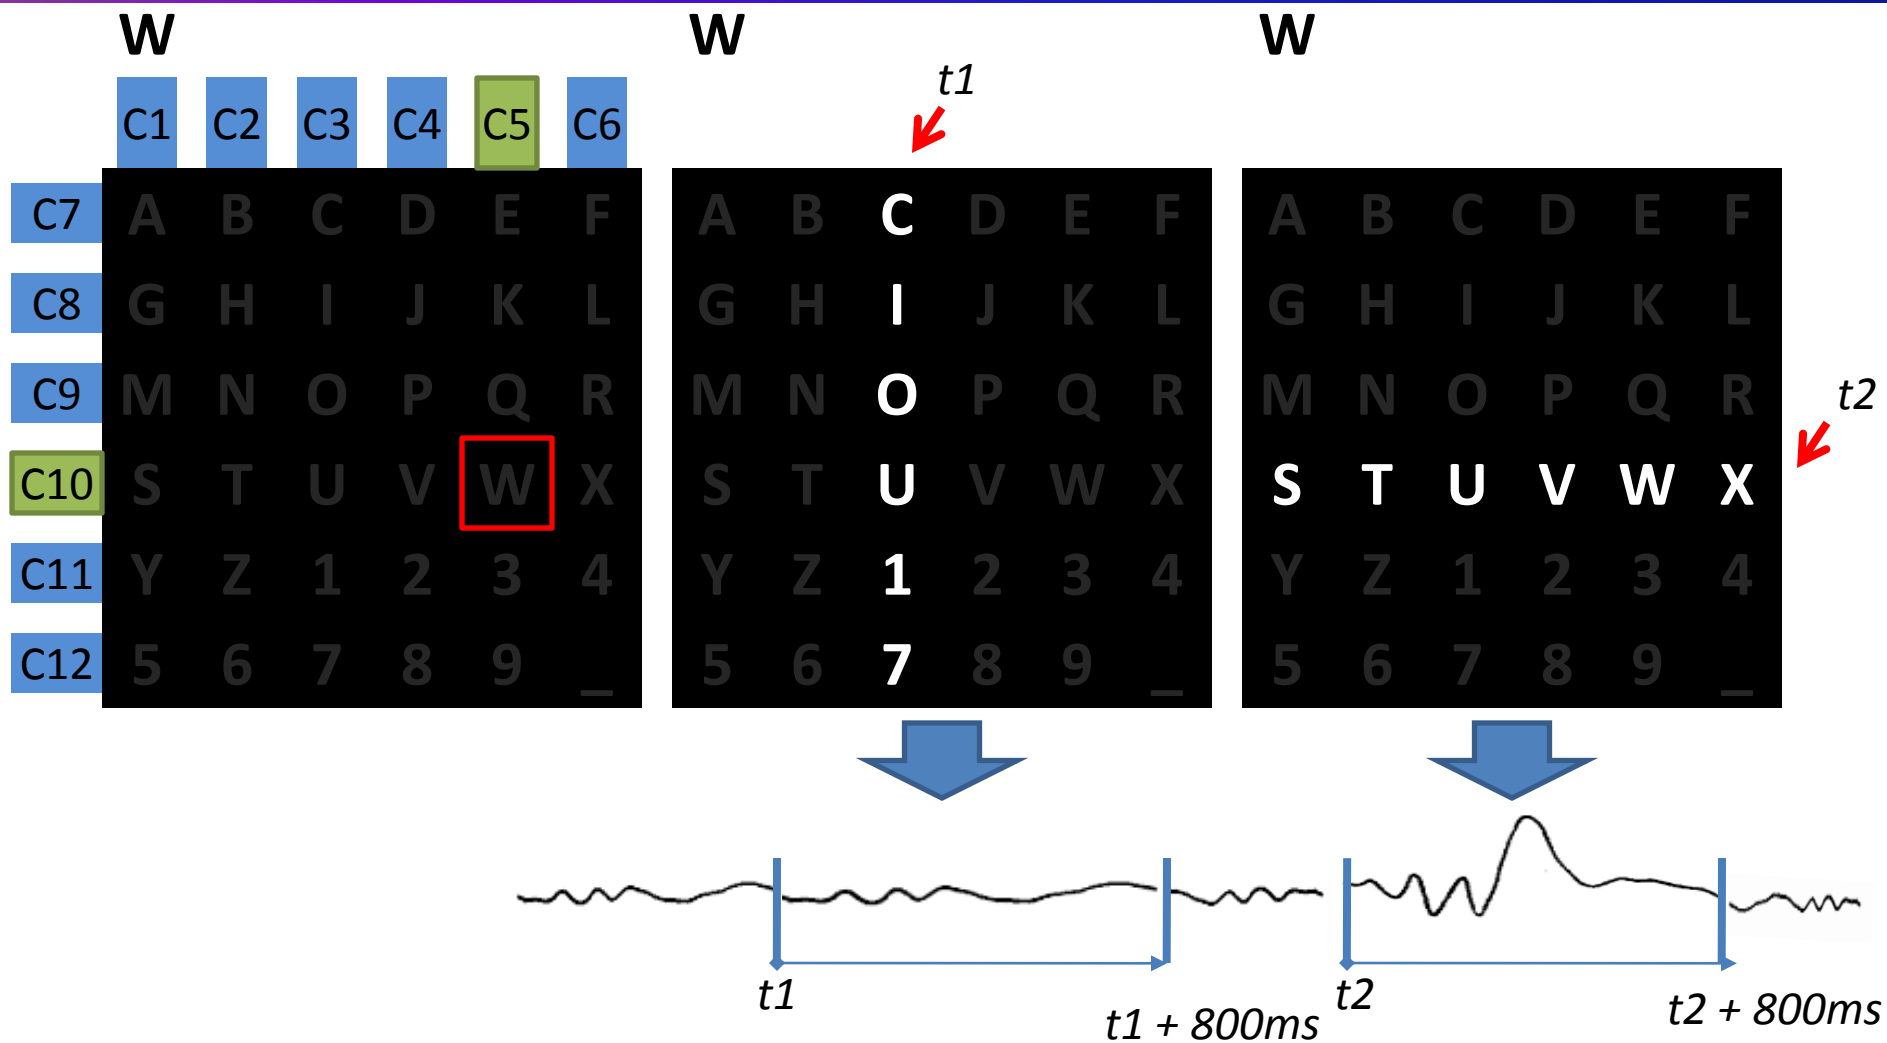 W W W
t1
C1 C2 C3 C4 C5 C6
C7 A B C D E F A B C D E F A B C D E F
C8 G H I J K L G H I J K L G H I J K L
C9 M N O P Q R M N O P Q R M N O P Q R
t2
C10 S T U V W X S T U V W X S T U V W X
C11 Y Z 1 2 3 4 Y Z 1 2 3 4 Y Z 1 2 3 4
C12 5 6 7 8 9 _ 5 6 7 8 9 _ 5 6 7 8 9 _
t1 t1 + 800ms t2 t2 + 800ms